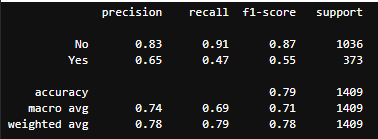 precision recall f1-score support
No 0.83 0.91 0.87 1036
Yes 0.65 0.47 0.55 373
accuracy 0.79 1409
macro avg 0.74 0.69 0.71 1409
weighted avg 0.78 0.79 0.78 1409